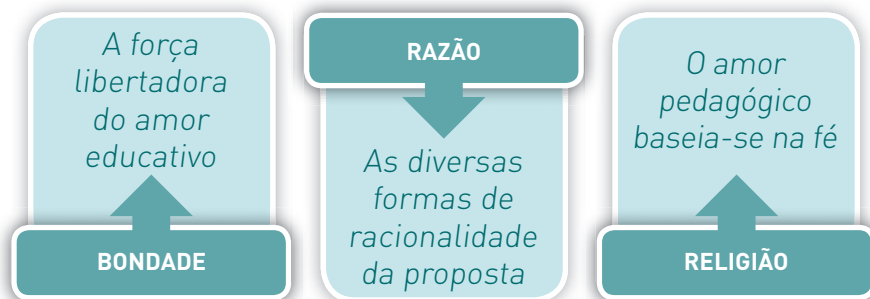 A força
libertadora
do amor
educativo
BONDADE
RAZÃO
As diversas
formas de
racionalidade
da proposta
O amor
pedagógico
baseia-se na fé
RELIGIÃO